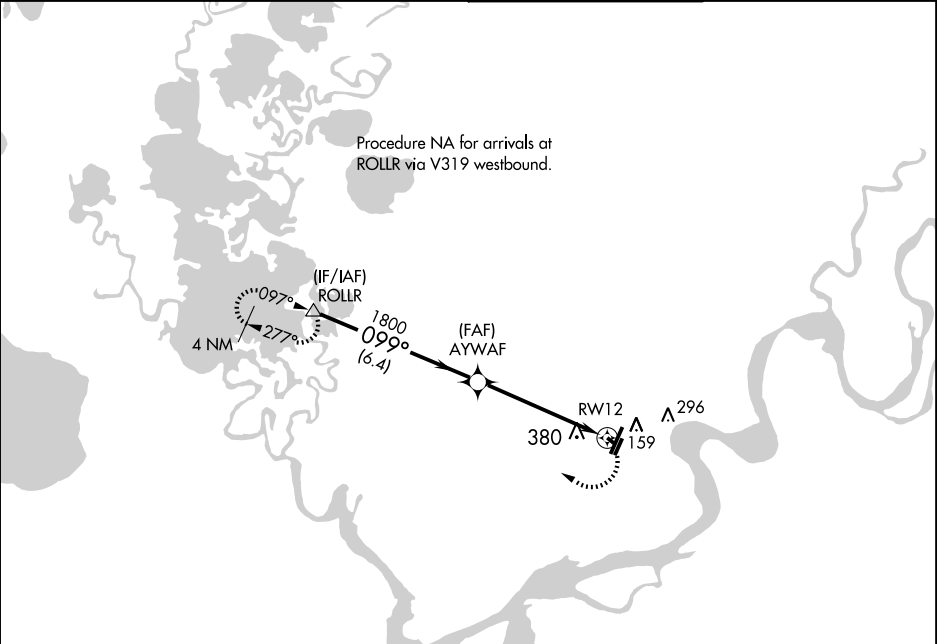 Procedure NA for arrivals at
ROLLR via V319 westbound.
(IF/IAF)
ROLLR
097°
277°
4 NM
1800
099°
(6.4)
(FAF)
AYWAF
RW12
296
380
159